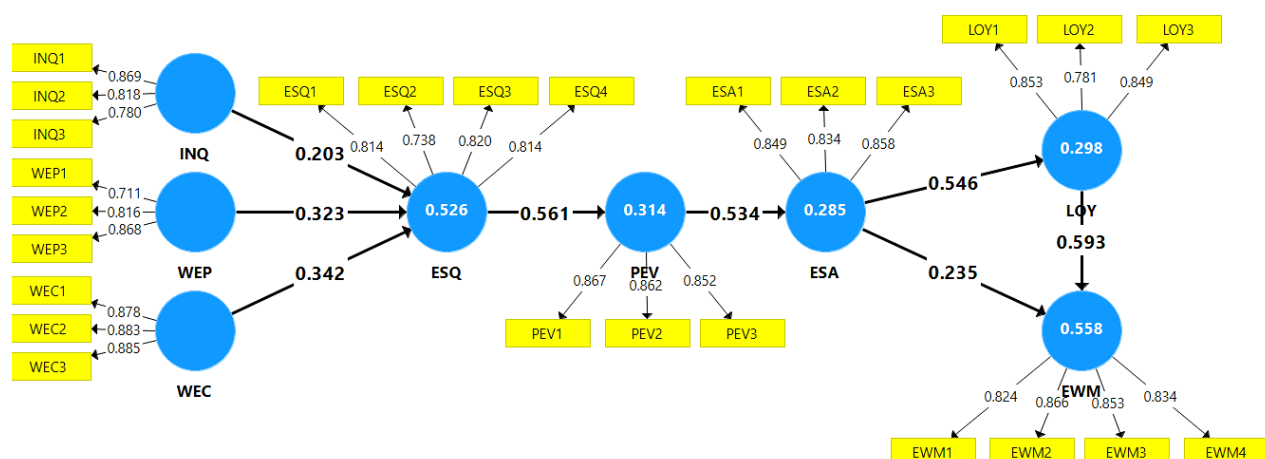 LOY1 LOY2 LOY3
INQ1
0.869
INQ2 0.818
0.780
INQ3
INQ
0.203
ESQ1 ESQ2 ESQ3 ESQ4
0.814 0.738 0.820 0.814
ESA1 ESA2 ESA3
0.849 0.834 0.858
0.853 0.781 0.849
0.298
LOY
WEP1
0.711
WEP2 0.816
0.868
WEP3
WEP
0.323
0.526
ESQ
0.561
0.314
PEV
0.534
0.285
ESA
0.546
0.593
0.235
0.342
0.867 0.862 0.852
PEV1 PEV2 PEV3
WEC1
0.878
WEC2 0.883
0.885
WEC3
WEC
0.558
EWM
0.824 0.866 0.853 0.834
EWM1 EWM2 EWM3 EWM4